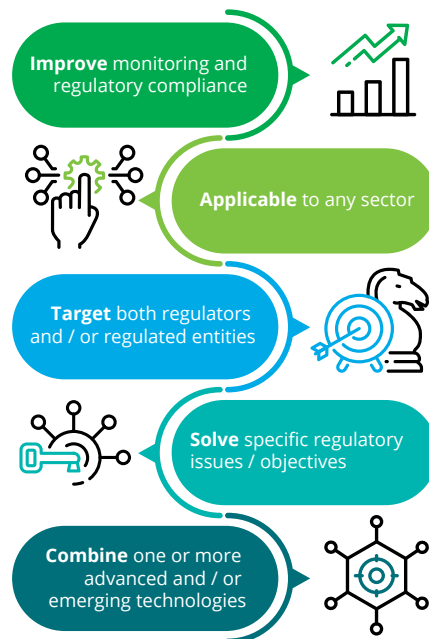 Improve monitoring and
regulatory compliance
Applicable to any sector
Target both regulators
and / or regulated entities
Solve specific regulatory
issues / objectives
Combine one or more
advanced and / or
emerging technologies